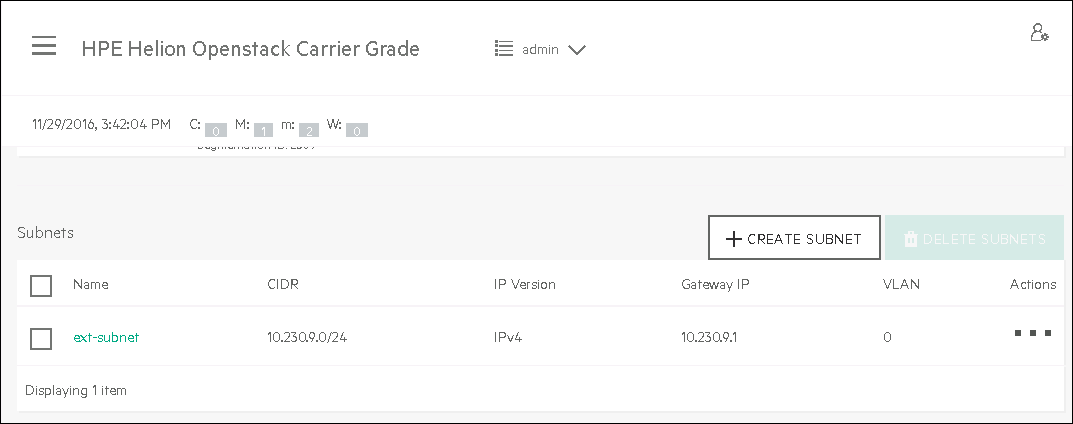 HPE Helion Openstack Carrier Grade admin
11/29/2016, 3:42:04 PM C: 0 M: 1 m: 2 W: 0
Subnets
CREATE SUBNET DELETE SUBNETS
Name CIDR IP Version Gateway IP VLAN Actions
ext-subnet 10.230.9.0/24 IPv4 10.230.9.1 0
Displaying 1 item